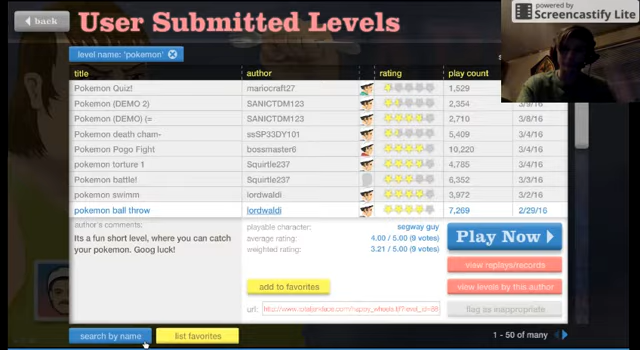 back
User Submitted Levels
powered by
Screencastify Lite
level name: 'pokemon'
title author rating play count
Pokemon Quiz! mariocraft27 1,529
Pokemon (DEMO 2) SANICTDM123 2,354 3/9/16
Pokemon (DEMO) (= SANICTDM123 2,710 3/8/16
Pokemon death cham- ssSP33DY101 5,409 3/4/16
Pokemon Pogo Fight bossmaster6 10,220 3/4/16
pokemon torture 1 Squirtle237 4,785 3/4/16
Pokemon battle! Squirtle237 6,352 3/3/16
pokemon swimm lordwaldi 3,972 3/2/16
pokemon ball throw lordwaldi 7,269 2/29/16
author's comments:
Its a fun short level, where you can catch
your pokemon. Goog luck!
playable character: segway guy
average rating: 4.00 / 5.00 (9 votes)
weighted rating: 3.21 / 5.00 (9 votes)
Play Now
view replays/records
add to favorites
view levels by this author
url:
flag as inappropriate
search by name
list favorites
1 - 50 of many